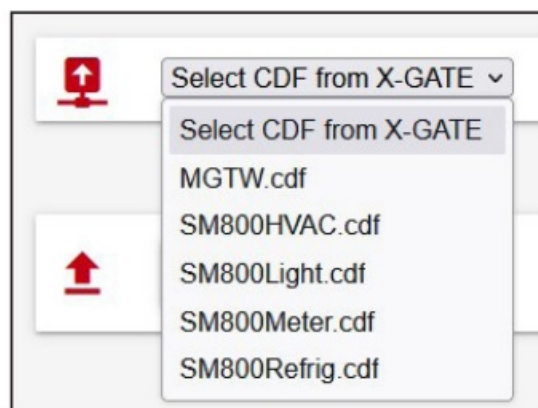 Select CDF from X-GATE
Select CDF from X-GATE
MGTW.cdf
SM800HVAC.cdf
SM800Light.cdf
SM800Meter.cdf
SM800Refrig.cdf